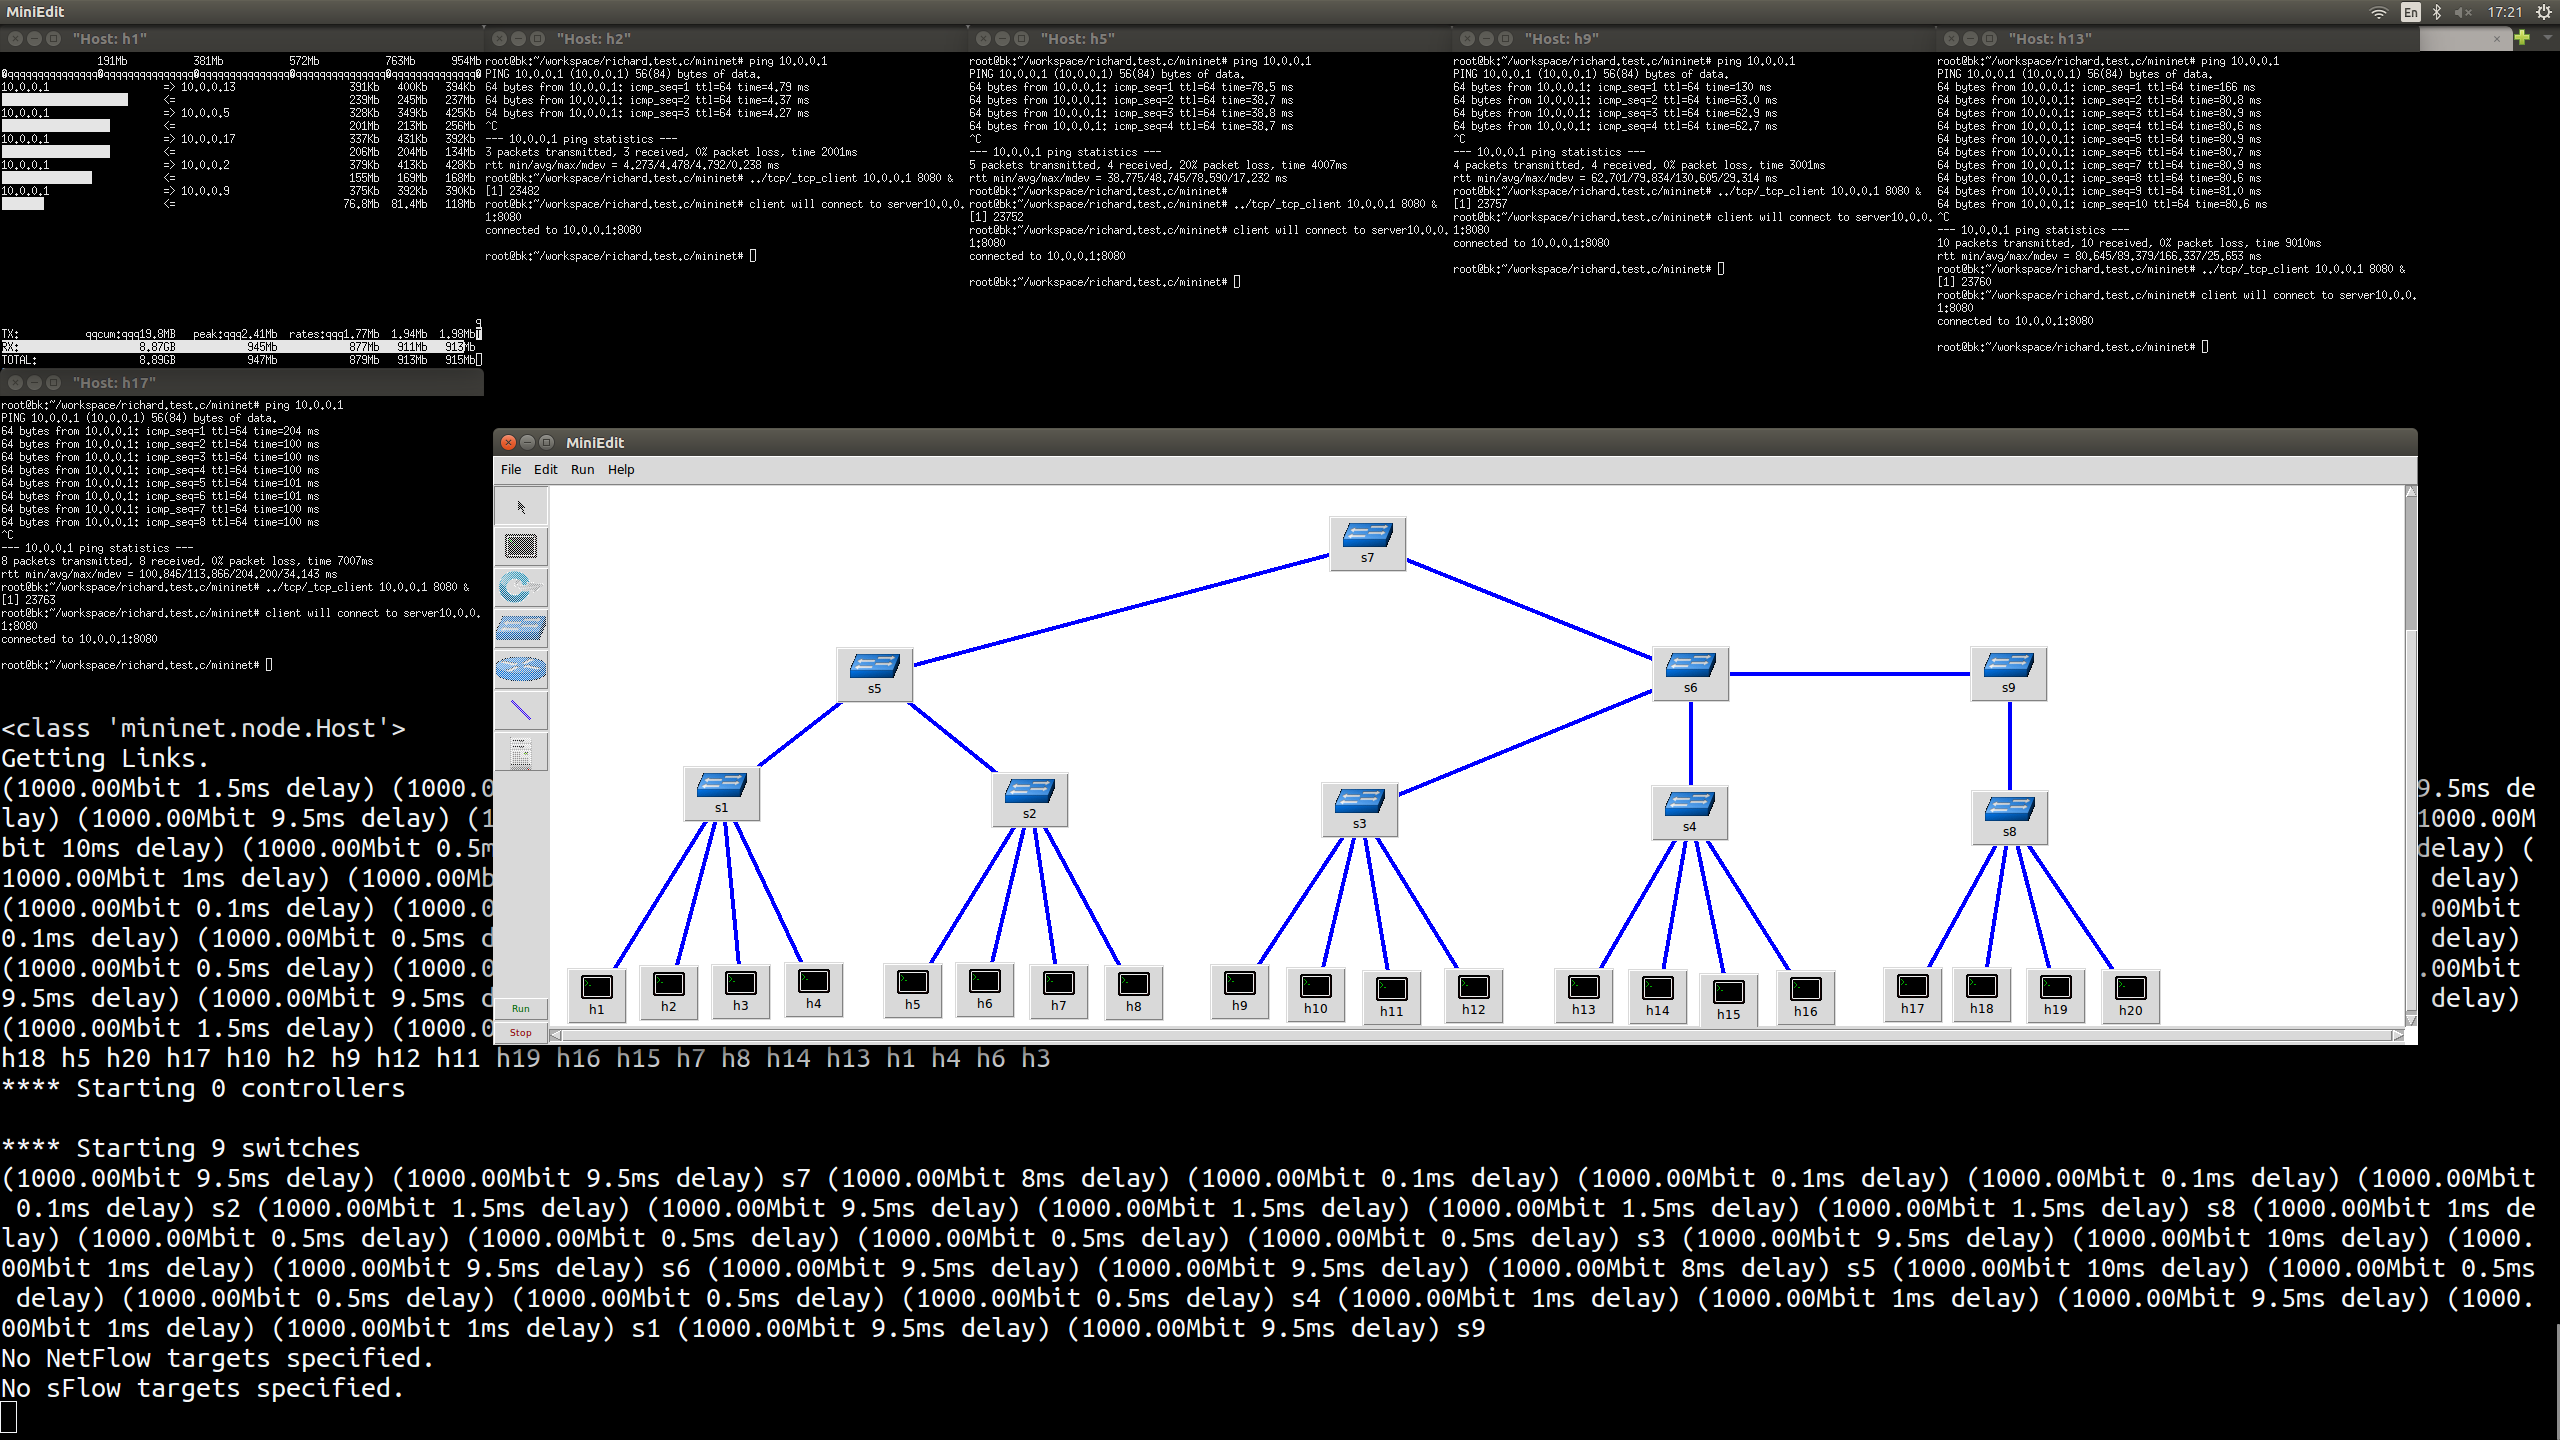 MiniEdit
En
17:21
"Host: h1"
191Mb 381Mb 572Mb 763Mb 954Mb
10.0.0.1 => 10.0.0.13 391Kb 400Kb 394Kb
<= 239Mb 245Mb 237Mb
10.0.0.1 => 10.0.0.5 328Kb 349Kb 425Kb
<= 201Mb 213Mb 256Mb
10.0.0.1 => 10.0.0.17 337Kb 431Kb 392Kb
<= 206Mb 204Mb 134Mb
10.0.0.1 => 10.0.0.2 379Kb 413Kb 428Kb
<= 155Mb 169Mb 168Mb
10.0.0.1 => 10.0.0.9 375Kb 392Kb 390Kb
<= 76.8Mb 81.4Mb 118Mb
q
TX: qqcum:qqq19.8MB peak:qqq2.41Mb rates:qqq1.77Mb 1.94Mb 1.98Mb
RX: 8.87GB 945Mb 877Mb 911Mb 913Mb
TOTAL: 8.89GB 947Mb 879Mb 913Mb 915Mb
"Host: h2"
root@bk:~/workspace/richard.test.c/mininet# ping 10.0.0.1
PING 10.0.0.1 (10.0.0.1) 56(84) bytes of data.
64 bytes from 10.0.0.1: icmp_seq=1 ttl=64 time=4.79 ms
64 bytes from 10.0.0.1: icmp_seq=2 ttl=64 time=4.37 ms
64 bytes from 10.0.0.1: icmp_seq=3 ttl=64 time=4.27 ms
^C
--- 10.0.0.1 ping statistics ---
3 packets transmitted, 3 received, 0% packet loss, time 2001ms
rtt min/avg/max/mdev = 4.273/4.478/4.792/0.238 ms
root@bk:~/workspace/richard.test.c/mininet# ../tcp/_tcp_client 10.0.0.1 8080 &
[1] 23482
root@bk:~/workspace/richard.test.c/mininet# client will connect to server10.0.0.
1:8080
connected to 10.0.0.1:8080
root@bk:~/workspace/richard.test.c/mininet#
"Host: h5"
root@bk:~/workspace/richard.test.c/mininet# ping 10.0.0.1
PING 10.0.0.1 (10.0.0.1) 56(84) bytes of data.
64 bytes from 10.0.0.1: icmp_seq=1 ttl=64 time=78.5 ms
64 bytes from 10.0.0.1: icmp_seq=2 ttl=64 time=38.7 ms
64 bytes from 10.0.0.1: icmp_seq=3 ttl=64 time=38.8 ms
64 bytes from 10.0.0.1: icmp_seq=4 ttl=64 time=38.7 ms
^C
--- 10.0.0.1 ping statistics ---
5 packets transmitted, 4 received, 20% packet loss, time 4007ms
rtt min/avg/max/mdev = 38.775/48.745/78.590/17.232 ms
root@bk:~/workspace/richard.test.c/mininet#
root@bk:~/workspace/richard.test.c/mininet# ../tcp/_tcp_client 10.0.0.1 8080 &
[1] 23752
root@bk:~/workspace/richard.test.c/mininet# client will connect to server10.0.0.
1:8080
connected to 10.0.0.1:8080
root@bk:~/workspace/richard.test.c/mininet#
"Host: h9"
root@bk:~/workspace/richard.test.c/mininet# ping 10.0.0.1
PING 10.0.0.1 (10.0.0.1) 56(84) bytes of data.
64 bytes from 10.0.0.1: icmp_seq=1 ttl=64 time=130 ms
64 bytes from 10.0.0.1: icmp_seq=2 ttl=64 time=63.0 ms
64 bytes from 10.0.0.1: icmp_seq=3 ttl=64 time=62.9 ms
64 bytes from 10.0.0.1: icmp_seq=4 ttl=64 time=62.7 ms
^C
--- 10.0.0.1 ping statistics ---
4 packets transmitted, 4 received, 0% packet loss, time 3001ms
rtt min/avg/max/mdev = 62.701/79.834/130.605/29.314 ms
root@bk:~/workspace/richard.test.c/mininet# ../tcp/_tcp_client 10.0.0.1 8080 &
[1] 23757
root@bk:~/workspace/richard.test.c/mininet# client will connect to server10.0.0.
1:8080
connected to 10.0.0.1:8080
root@bk:~/workspace/richard.test.c/mininet#
"Host: h13"
root@bk:~/workspace/richard.test.c/mininet# ping 10.0.0.1
PING 10.0.0.1 (10.0.0.1) 56(84) bytes of data.
64 bytes from 10.0.0.1: icmp_seq=1 ttl=64 time=166 ms
64 bytes from 10.0.0.1: icmp_seq=2 ttl=64 time=80.8 ms
64 bytes from 10.0.0.1: icmp_seq=3 ttl=64 time=80.9 ms
64 bytes from 10.0.0.1: icmp_seq=4 ttl=64 time=80.6 ms
64 bytes from 10.0.0.1: icmp_seq=5 ttl=64 time=80.9 ms
64 bytes from 10.0.0.1: icmp_seq=6 ttl=64 time=80.7 ms
64 bytes from 10.0.0.1: icmp_seq=7 ttl=64 time=80.9 ms
64 bytes from 10.0.0.1: icmp_seq=8 ttl=64 time=80.6 ms
64 bytes from 10.0.0.1: icmp_seq=9 ttl=64 time=81.0 ms
64 bytes from 10.0.0.1: icmp_seq=10 ttl=64 time=80.6 ms
^C
--- 10.0.0.1 ping statistics ---
10 packets transmitted, 10 received, 0% packet loss, time 9010ms
rtt min/avg/max/mdev = 80.645/89.379/166.337/25.653 ms
root@bk:~/workspace/richard.test.c/mininet# ../tcp/_tcp_client 10.0.0.1 8080 &
[1] 23760
root@bk:~/workspace/richard.test.c/mininet# client will connect to server10.0.0.
1:8080
connected to 10.0.0.1:8080
root@bk:~/workspace/richard.test.c/mininet#
"Host: h17"
root@bk:~/workspace/richard.test.c/mininet# ping 10.0.0.1
PING 10.0.0.1 (10.0.0.1) 56(84) bytes of data.
64 bytes from 10.0.0.1: icmp_seq=1 ttl=64 time=204 ms
64 bytes from 10.0.0.1: icmp_seq=2 ttl=64 time=100 ms
64 bytes from 10.0.0.1: icmp_seq=3 ttl=64 time=100 ms
64 bytes from 10.0.0.1: icmp_seq=4 ttl=64 time=100 ms
64 bytes from 10.0.0.1: icmp_seq=5 ttl=64 time=101 ms
64 bytes from 10.0.0.1: icmp_seq=6 ttl=64 time=101 ms
64 bytes from 10.0.0.1: icmp_seq=7 ttl=64 time=100 ms
64 bytes from 10.0.0.1: icmp_seq=8 ttl=64 time=100 ms
^C
--- 10.0.0.1 ping statistics ---
8 packets transmitted, 8 received, 0% packet loss, time 7007ms
rtt min/avg/max/mdev = 100.846/113.866/204.200/34.143 ms
root@bk:~/workspace/richard.test.c/mininet# ../tcp/_tcp_client 10.0.0.1 8080 &
[1] 23763
root@bk:~/workspace/richard.test.c/mininet# client will connect to server10.0.0.
1:8080
connected to 10.0.0.1:8080
root@bk:~/workspace/richard.test.c/mininet#
MiniEdit
File Edit Run Help
s7
s5 s6 s9
s1 s2 s3 s4 s8
h1 h2 h3 h4 h5 h6 h7 h8 h9 h10 h11 h12 h13 h14 h15 h16 h17 h18 h19 h20
Run
Stop
<class 'mininet.node.Host'>
Getting Links.
(1000.00Mbit 1.5ms delay) (1000.0 9.5ms de
lay) (1000.00Mbit 9.5ms delay) (1 1000.00M
bit 10ms delay) (1000.00Mbit 0.5m delay) (
1000.00Mbit 1ms delay) (1000.00Mb delay)
(1000.00Mbit 0.1ms delay) (1000.0 .00Mbit
0.1ms delay) (1000.00Mbit 0.5ms d delay)
(1000.00Mbit 0.5ms delay) (1000.0 .00Mbit
9.5ms delay) (1000.00Mbit 9.5ms d delay)
(1000.00Mbit 1.5ms delay) (1000.0
h18 h5 h20 h17 h10 h2 h9 h12 h11 h19 h16 h15 h7 h8 h14 h13 h1 h4 h6 h3
**** Starting 0 controllers
**** Starting 9 switches
(1000.00Mbit 9.5ms delay) (1000.00Mbit 9.5ms delay) s7 (1000.00Mbit 8ms delay) (1000.00Mbit 0.1ms delay) (1000.00Mbit 0.1ms delay) (1000.00Mbit 0.1ms delay) (1000.00Mbit
0.1ms delay) s2 (1000.00Mbit 1.5ms delay) (1000.00Mbit 9.5ms delay) (1000.00Mbit 1.5ms delay) (1000.00Mbit 1.5ms delay) (1000.00Mbit 1.5ms delay) s8 (1000.00Mbit 1ms de
lay) (1000.00Mbit 0.5ms delay) (1000.00Mbit 0.5ms delay) (1000.00Mbit 0.5ms delay) (1000.00Mbit 0.5ms delay) s3 (1000.00Mbit 9.5ms delay) (1000.00Mbit 10ms delay) (1000.
00Mbit 1ms delay) (1000.00Mbit 9.5ms delay) s6 (1000.00Mbit 9.5ms delay) (1000.00Mbit 9.5ms delay) (1000.00Mbit 8ms delay) s5 (1000.00Mbit 10ms delay) (1000.00Mbit 0.5ms
delay) (1000.00Mbit 0.5ms delay) (1000.00Mbit 0.5ms delay) (1000.00Mbit 0.5ms delay) s4 (1000.00Mbit 1ms delay) (1000.00Mbit 1ms delay) (1000.00Mbit 9.5ms delay) (1000.
00Mbit 1ms delay) (1000.00Mbit 1ms delay) s1 (1000.00Mbit 9.5ms delay) (1000.00Mbit 9.5ms delay) s9
No NetFlow targets specified.
No sFlow targets specified.